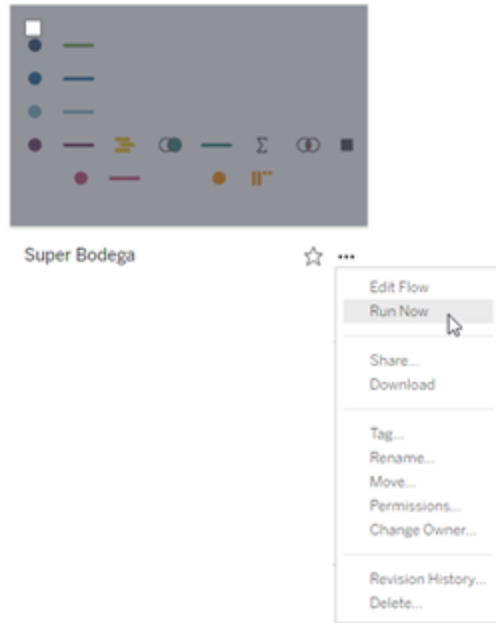 Super Bodega
Edit Flow
Run Now
Share...
Download
Tag...
Rename...
Move...
Permissions...
Change Owner...
Revision History...
Delete...